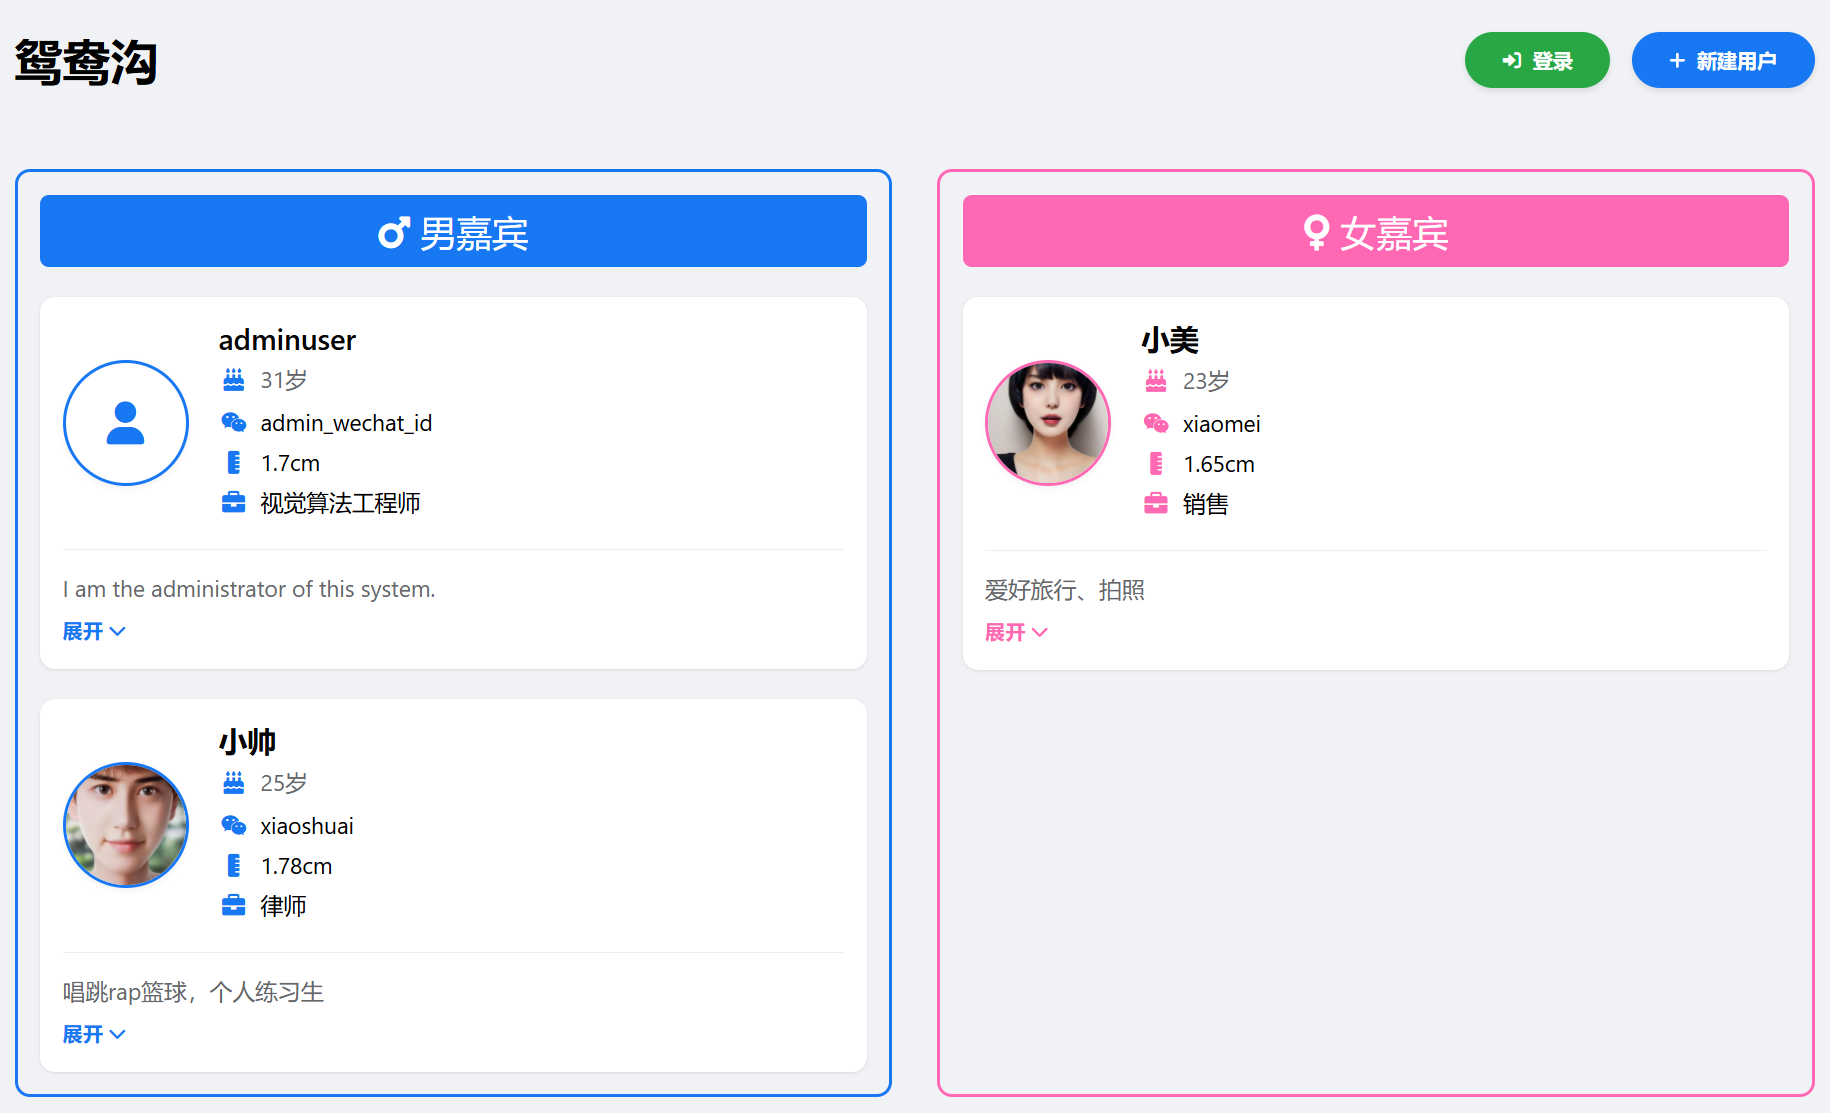 鸳鸯沟
登录
新建用户
男嘉宾
adminuser
31岁
admin_wechat_id
1.7cm
视觉算法工程师
I am the administrator of this system.
展开
小帅
25岁
xiaoshuai
1.78cm
律师
唱跳rap篮球，个人练习生
展开
女嘉宾
小美
23岁
xiaomei
1.65cm
销售
爱好旅行、拍照
展开